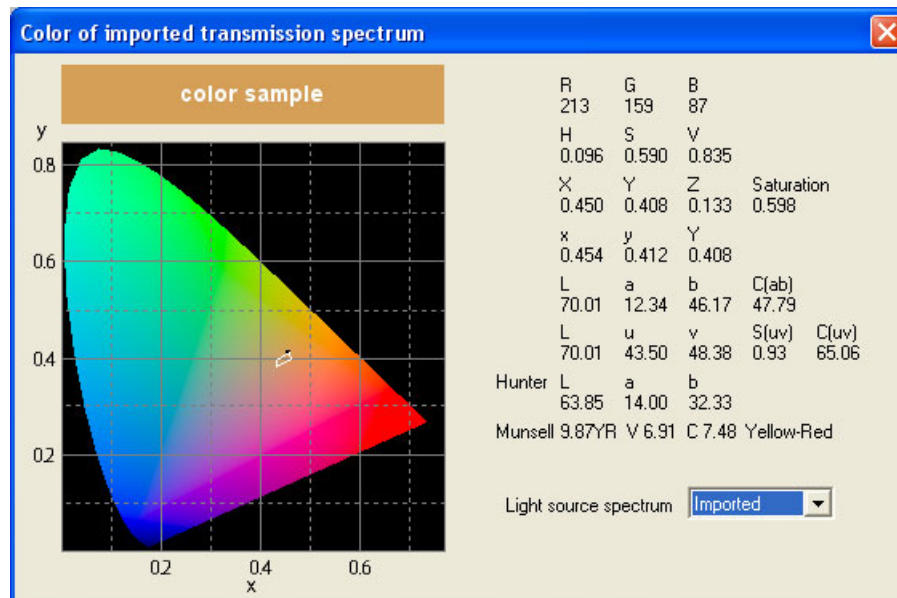 Color of imported transmission spectrum
color sample
y
0.8
0.6
0.4
0.2
0.2 0.4 0.6
x
R G B
213 159 87
H S V
0.096 0.590 0.835
X Y Z Saturation
0.450 0.408 0.133 0.598
x y Y
0.454 0.412 0.408
L a b C(ab)
70.01 12.34 46.17 47.79
L u v S(uv) C(uv)
70.01 43.50 48.38 0.93 65.06
Hunter L a b
63.85 14.00 32.33
Munsell 9.87YR V 6.91 C 7.48 Yellow-Red
Light source spectrum Imported